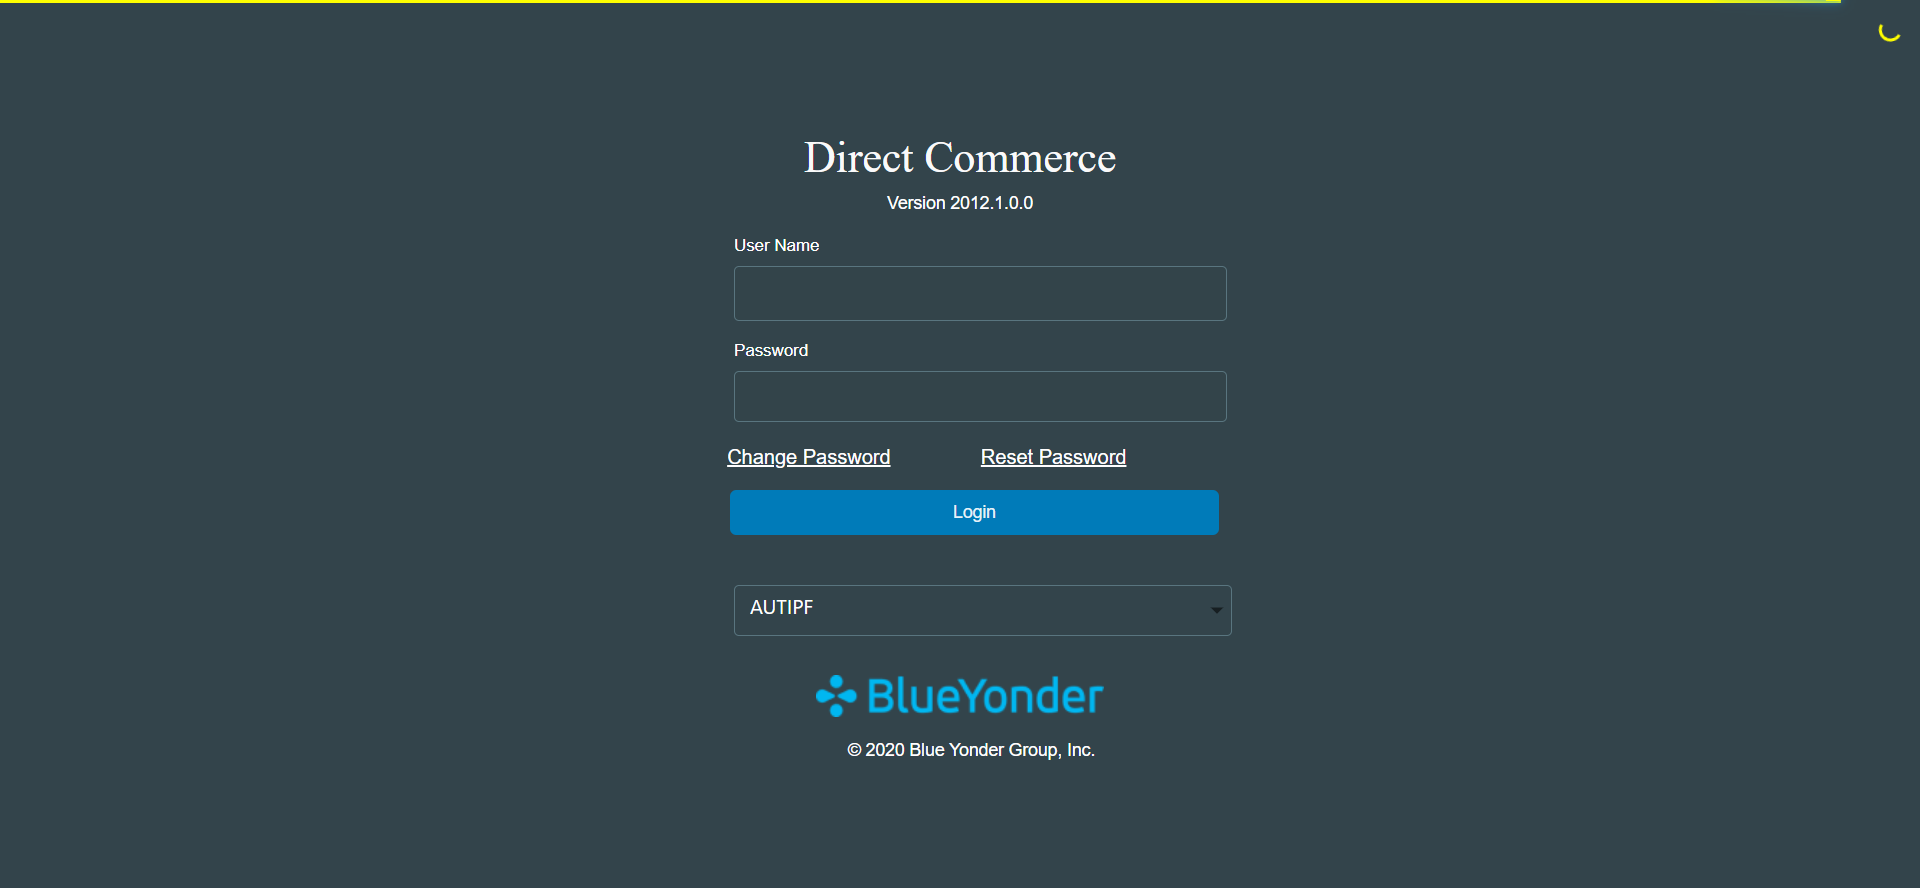 Direct Commerce
Version 2012.1.0.0
User Name
Password
Change Password Reset Password
Login
AUTIPF
BlueYonder
© 2020 Blue Yonder Group, Inc.